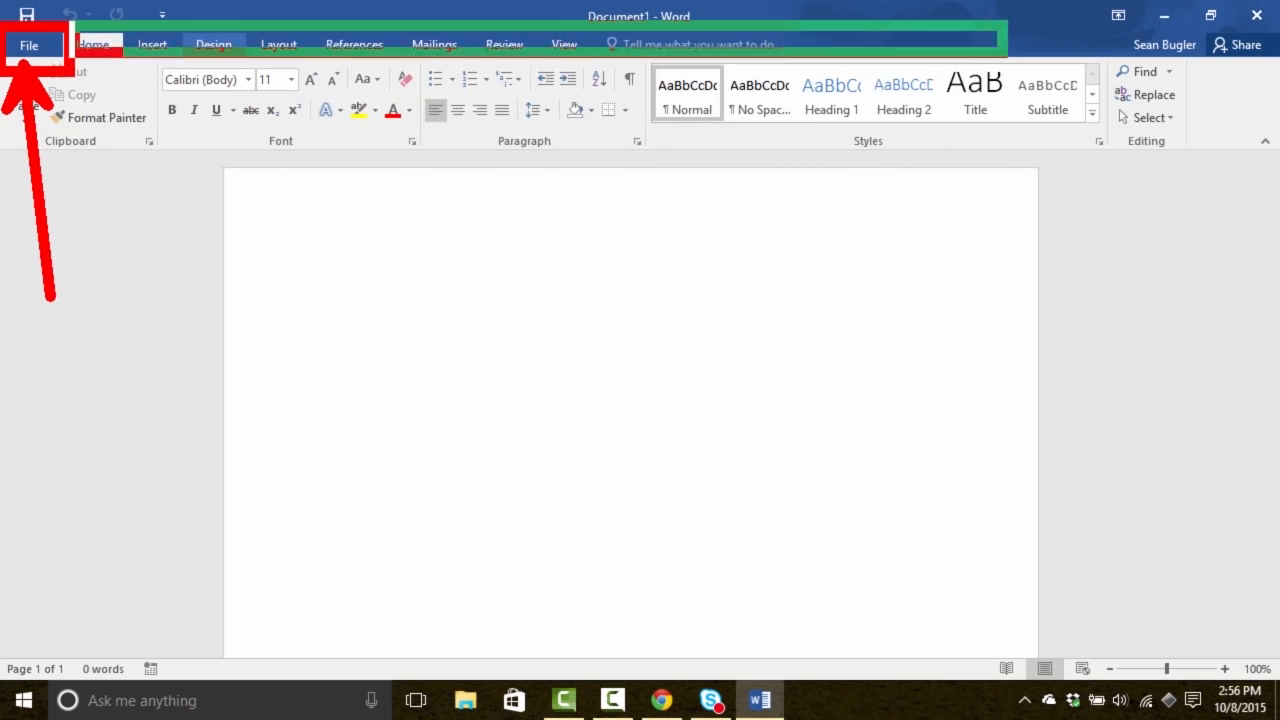 Document1 - Word
File Home Insert Design Layout References Mailings Review View Tell me what you want to do Sean Bugler Share
Calibri (Body) 11 Aa AaBbCcDc AaBbCcDc AaBbCc AaBbCcD AaB AaBbCcD Find
Copy Replace
Format Painter B I U abc X₂ X² A ab A ¶ Normal ¶ No Spac... Heading 1 Heading 2 Title Subtitle Select
Clipboard Font Paragraph Styles Editing
Page 1 of 1 0 words 100%
Ask me anything 2:56 PM
10/8/2015